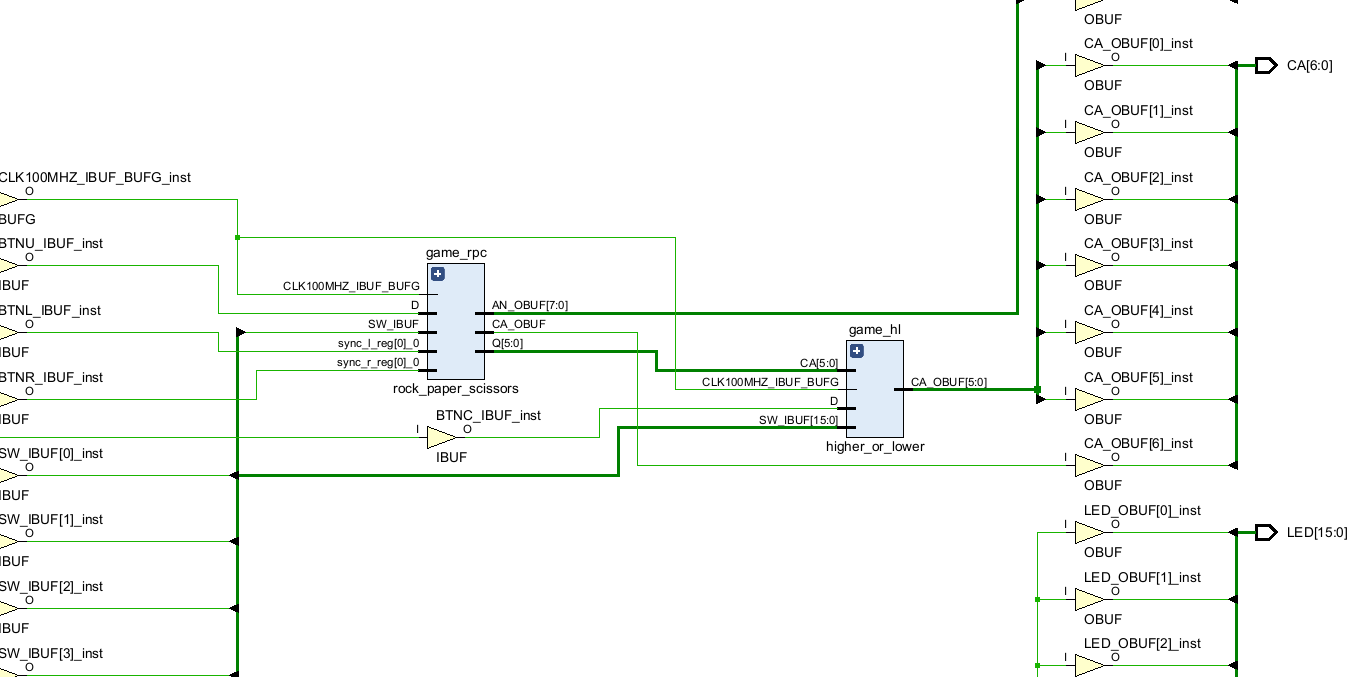 OBUF
CA_OBUF[0]_inst
I
O
OBUF
CA[6:0]
CA_OBUF[1]_inst
I
O
OBUF
CA_OBUF[2]_inst
I
O
OBUF
CA_OBUF[3]_inst
I
O
OBUF
CA_OBUF[4]_inst
I
O
OBUF
CA_OBUF[5]_inst
I
O
OBUF
CA_OBUF[6]_inst
I
O
OBUF
LED_OBUF[0]_inst
I
O
OBUF
LED[15:0]
LED_OBUF[1]_inst
I
O
OBUF
LED_OBUF[2]_inst
I
O
CLK100MHZ_IBUF_BUFG_inst
O
BUFG
BTNU_IBUF_inst
O
IBUF
BTNL_IBUF_inst
O
IBUF
BTNR_IBUF_inst
O
IBUF
SW_IBUF[0]_inst
O
IBUF
SW_IBUF[1]_inst
O
IBUF
SW_IBUF[2]_inst
O
IBUF
SW_IBUF[3]_inst
O
game_rpc
CLK100MHZ_IBUF_BUFG
D
SW_IBUF
sync_l_reg[0]_0
sync_r_reg[0]_0
AN_OBUF[7:0]
CA_OBUF
Q[5:0]
rock_paper_scissors
BTNC_IBUF_inst
I
O
IBUF
game_hl
CA[5:0]
CLK100MHZ_IBUF_BUFG
D
SW_IBUF[15:0]
CA_OBUF[5:0]
higher_or_lower